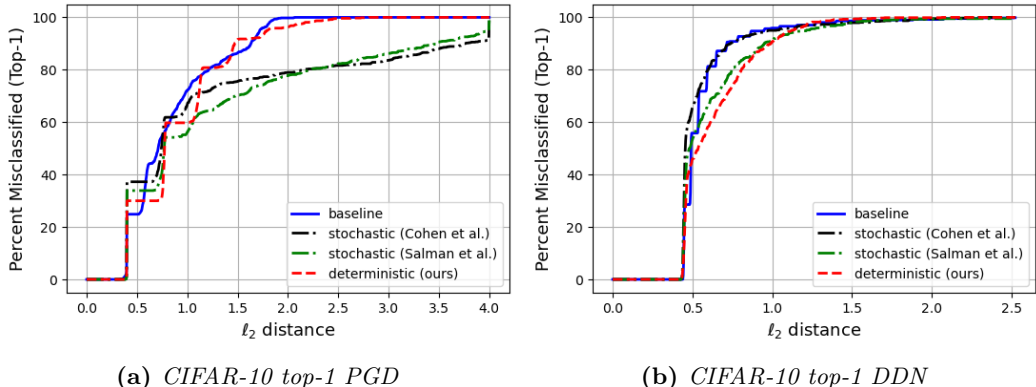 100
80
60
40
20
0
Percent Misclassified (Top-1)
baseline
stochastic (Cohen et al.)
stochastic (Salman et al.)
deterministic (ours)
0.0 0.5 1.0 1.5 2.0 2.5 3.0 3.5 4.0
ℓ2 distance
(a) CIFAR-10 top-1 PGD
100
80
60
40
20
0
Percent Misclassified (Top-1)
baseline
stochastic (Cohen et al.)
stochastic (Salman et al.)
deterministic (ours)
0.0 0.5 1.0 1.5 2.0 2.5
ℓ2 distance
(b) CIFAR-10 top-1 DDN